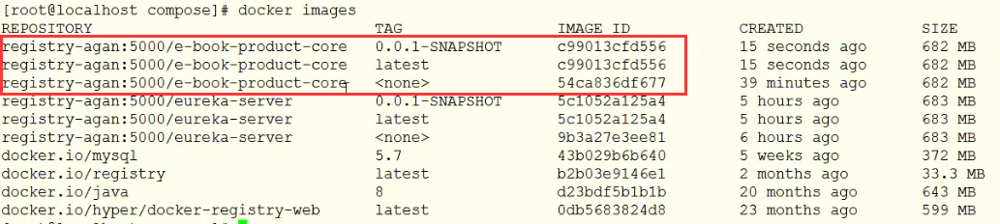 [root@localhost compose]# docker images
REPOSITORY TAG IMAGE ID CREATED SIZE
registry-agan:5000/e-book-product-core 0.0.1-SNAPSHOT c99013cfd556 15 seconds ago 682 MB
registry-agan:5000/e-book-product-core latest c99013cfd556 15 seconds ago 682 MB
registry-agan:5000/e-book-product-core <none> 54ca836df677 39 minutes ago 682 MB
registry-agan:5000/eureka-server 0.0.1-SNAPSHOT 5c1052a125a4 5 hours ago 683 MB
registry-agan:5000/eureka-server latest 5c1052a125a4 5 hours ago 683 MB
registry-agan:5000/eureka-server <none> 9b3a27e3ee81 6 hours ago 683 MB
docker.io/mysql 5.7 43b029b6b640 5 weeks ago 372 MB
docker.io/registry latest b2b03e9146e1 2 months ago 33.3 MB
docker.io/java 8 d23bdf5b1b1b 20 months ago 643 MB
docker.io/hyper/docker-registry-web latest 0db5683824d8 23 months ago 599 MB